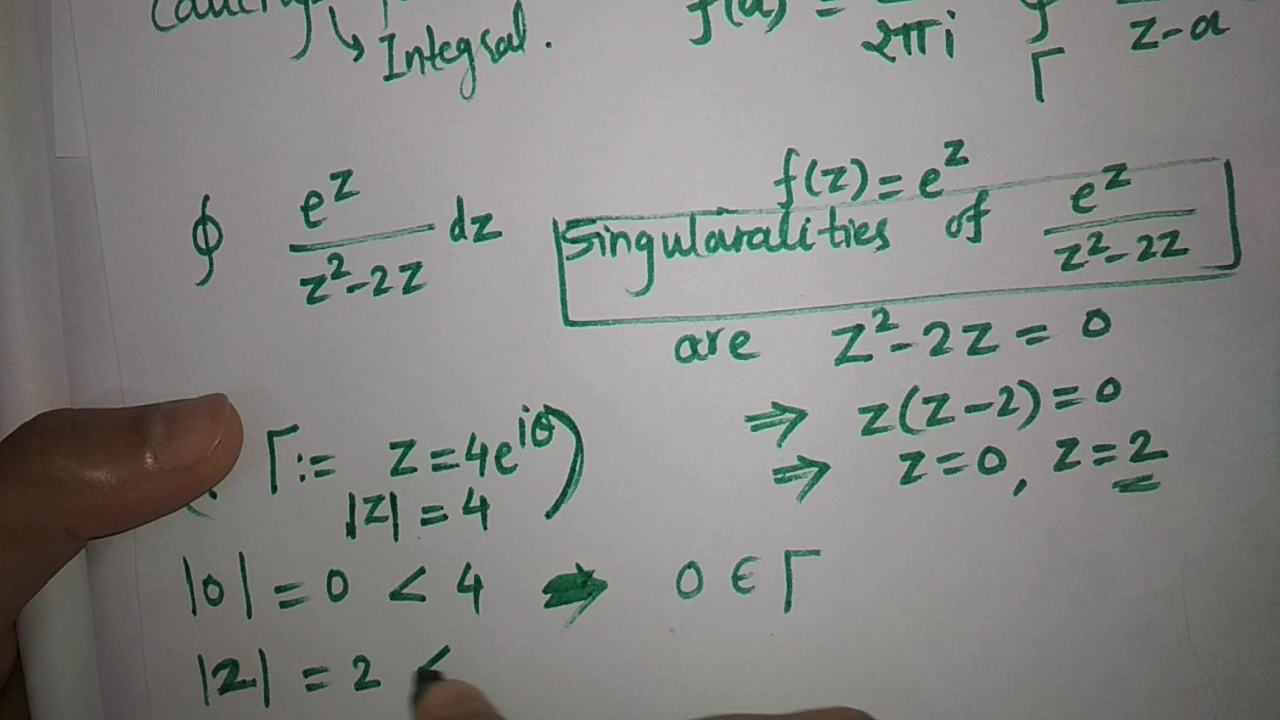 Integral.
f(a) =
2πi
z-a
Γ
∮ e^z / (z²-2z) dz
f(z) = e^z
Singularalities of e^z / (z²-2z)
are z²-2z = 0
⇒ z(z-2) = 0
⇒ z=0, z=2
Γ := z=4e^{iθ})
|z| = 4
|0| = 0 < 4 ⇒ 0 ∈ Γ
|2| = 2 <